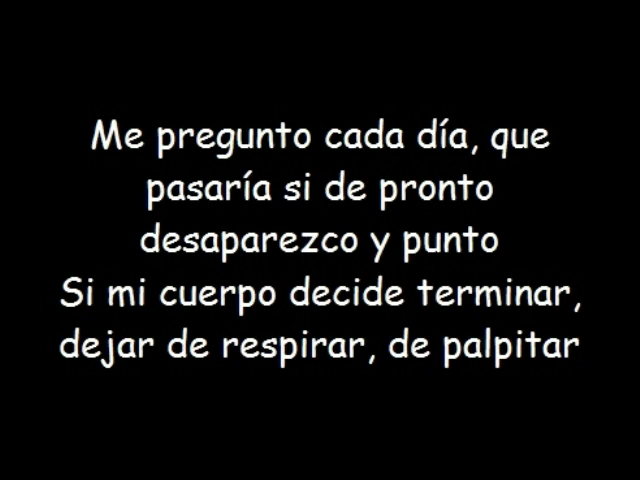 Me pregunto cada día, que
pasaría si de pronto
desaparezco y punto
Si mi cuerpo decide terminar,
dejar de respirar, de palpitar